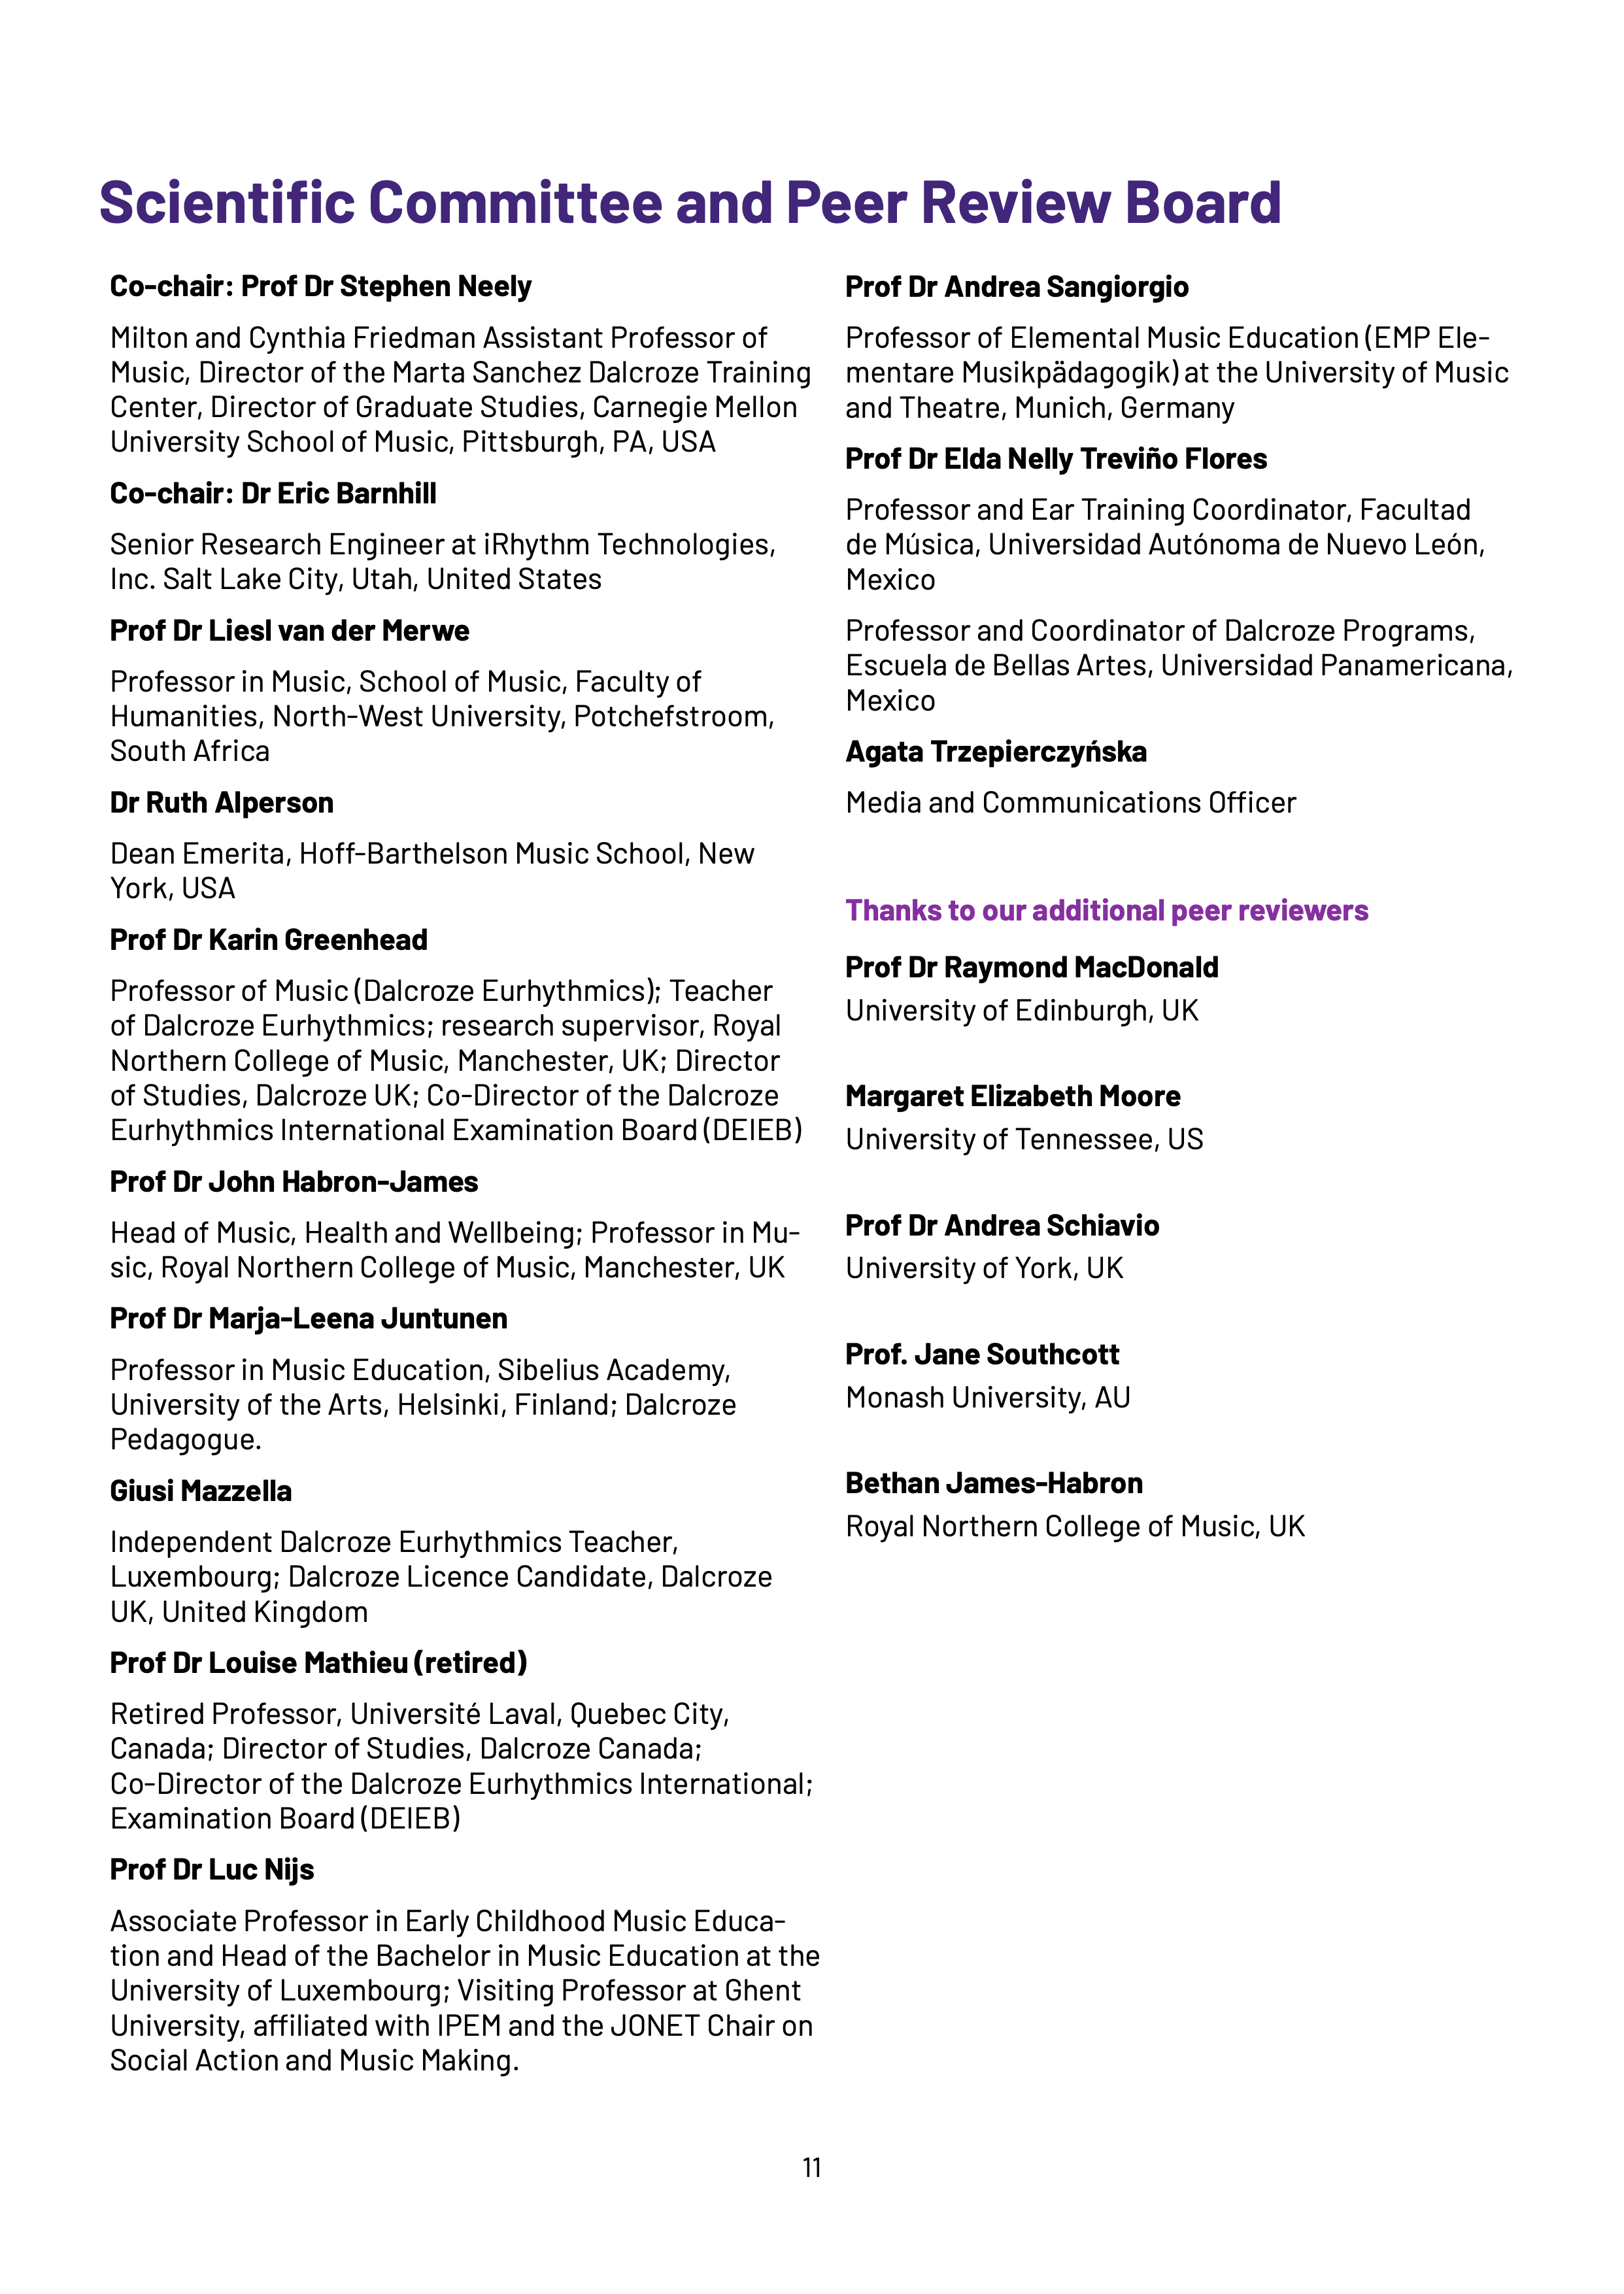 Scientific Committee and Peer Review Board
Co-chair: Prof Dr Stephen Neely
Milton and Cynthia Friedman Assistant Professor of
Music, Director of the Marta Sanchez Dalcroze Training
Center, Director of Graduate Studies, Carnegie Mellon
University School of Music, Pittsburgh, PA, USA
Co-chair: Dr Eric Barnhill
Senior Research Engineer at iRhythm Technologies,
Inc. Salt Lake City, Utah, United States
Prof Dr Liesl van der Merwe
Professor in Music, School of Music, Faculty of
Humanities, North-West University, Potchefstroom,
South Africa
Dr Ruth Alperson
Dean Emerita, Hoff-Barthelson Music School, New
York, USA
Prof Dr Karin Greenhead
Professor of Music (Dalcroze Eurhythmics); Teacher
of Dalcroze Eurhythmics; research supervisor, Royal
Northern College of Music, Manchester, UK; Director
of Studies, Dalcroze UK; Co-Director of the Dalcroze
Eurhythmics International Examination Board (DEIEB)
Prof Dr John Habron-James
Head of Music, Health and Wellbeing; Professor in Mu-
sic, Royal Northern College of Music, Manchester, UK
Prof Dr Marja-Leena Juntunen
Professor in Music Education, Sibelius Academy,
University of the Arts, Helsinki, Finland; Dalcroze
Pedagogue.
Giusi Mazzella
Independent Dalcroze Eurhythmics Teacher,
Luxembourg; Dalcroze Licence Candidate, Dalcroze
UK, United Kingdom
Prof Dr Louise Mathieu (retired)
Retired Professor, Université Laval, Quebec City,
Canada; Director of Studies, Dalcroze Canada;
Co-Director of the Dalcroze Eurhythmics International;
Examination Board (DEIEB)
Prof Dr Luc Nijs
Associate Professor in Early Childhood Music Educa-
tion and Head of the Bachelor in Music Education at the
University of Luxembourg; Visiting Professor at Ghent
University, affiliated with IPEM and the JONET Chair on
Social Action and Music Making.
Prof Dr Andrea Sangiorgio
Professor of Elemental Music Education (EMP Ele-
mentare Musikpädagogik) at the University of Music
and Theatre, Munich, Germany
Prof Dr Elda Nelly Treviño Flores
Professor and Ear Training Coordinator, Facultad
de Música, Universidad Autónoma de Nuevo León,
Mexico
Professor and Coordinator of Dalcroze Programs,
Escuela de Bellas Artes, Universidad Panamericana,
Mexico
Agata Trzepierczyńska
Media and Communications Officer
Thanks to our additional peer reviewers
Prof Dr Raymond MacDonald
University of Edinburgh, UK
Margaret Elizabeth Moore
University of Tennessee, US
Prof Dr Andrea Schiavio
University of York, UK
Prof. Jane Southcott
Monash University, AU
Bethan James-Habron
Royal Northern College of Music, UK
11